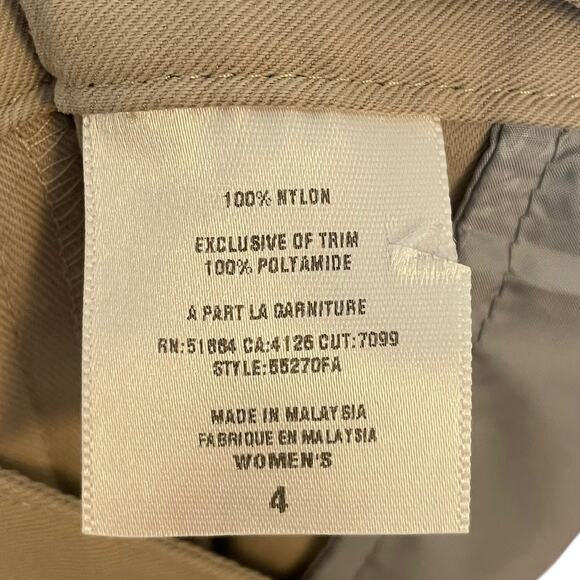 100% NYLON
EXCLUSIVE OF TRIM
100% POLYAMIDE
A PART LA GARNITURE
RN:51884 CA:4126 CUT:7099
STYLE:55270FA
MADE IN MALAYSIA
FABRIQUE EN MALAYSIA
WOMEN'S
4